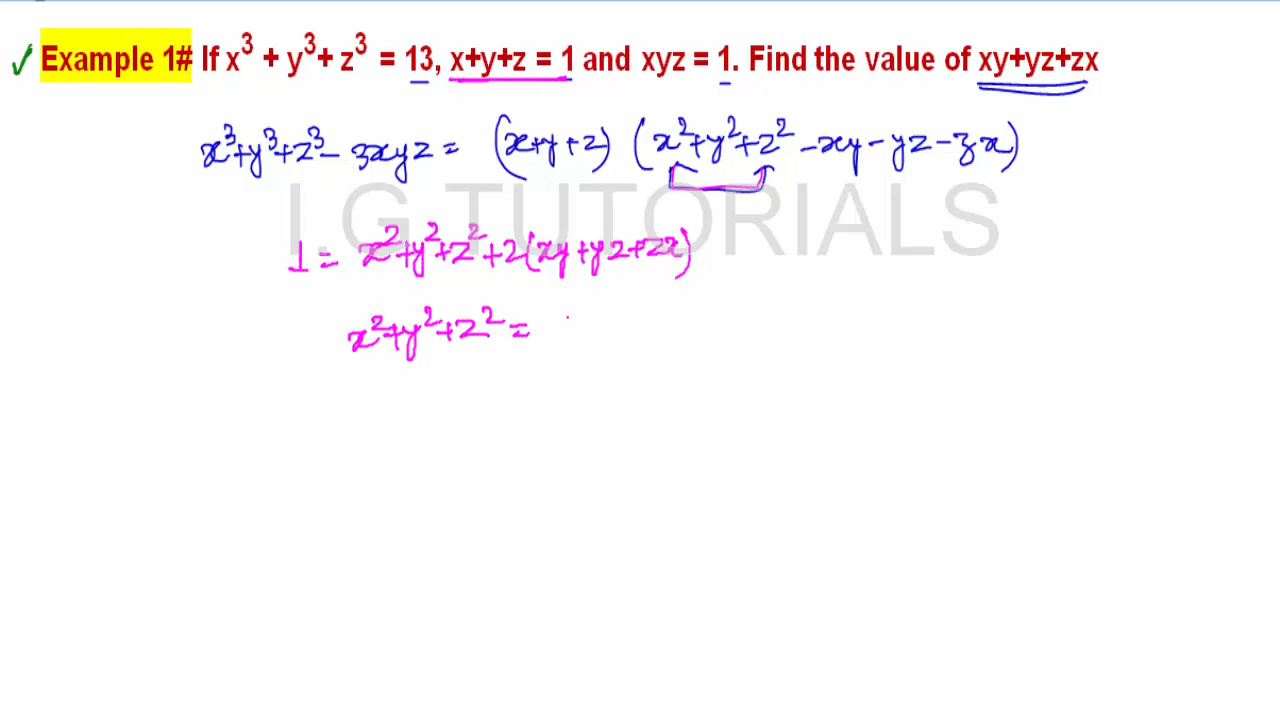 Example 1# If x³ + y³+ z³ = 13, x+y+z = 1 and xyz = 1. Find the value of xy+yz+zx
x³+y³+z³- 3xyz = (x+y+z) (x²+y²+z² -xy-yz-zx)
I.G TUTORIALS
1 = x²+y²+z²+2(xy+yz+zx)
x²+y²+z² =